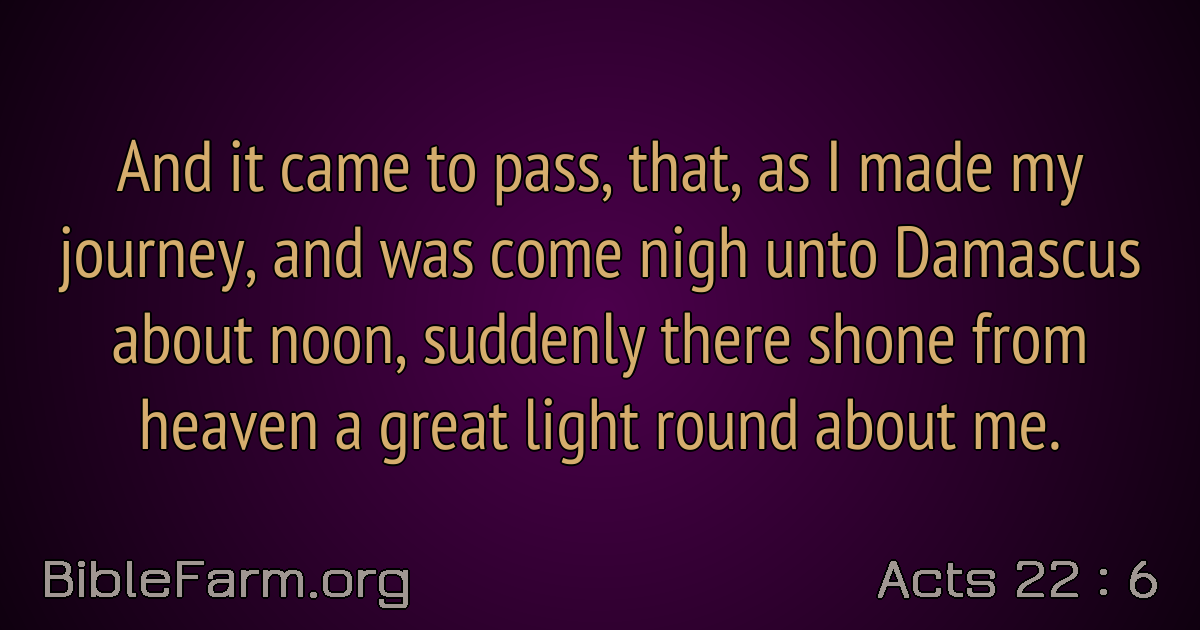 And it came to pass, that, as I made my
journey, and was come nigh unto Damascus
about noon, suddenly there shone from
heaven a great light round about me.
BibleFarm.org
Acts 22 : 6